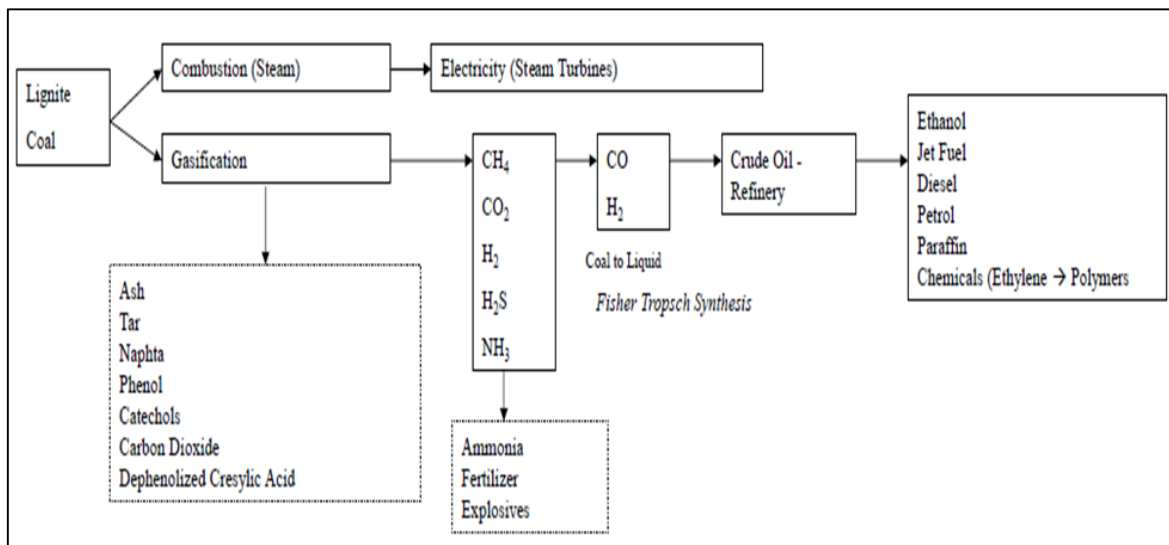 Lignite
Coal
Combustion (Steam)
Electricity (Steam Turbines)
Gasification
CH₄
CO₂
H₂
H₂S
NH₃
CO
H₂
Coal to Liquid
Fisher Tropsch Synthesis
Crude Oil -
Refinery
Ethanol
Jet Fuel
Diesel
Petrol
Paraffin
Chemicals (Ethylene → Polymers
Ash
Tar
Naphta
Phenol
Catechols
Carbon Dioxide
Dephenolized Cresylic Acid
Ammonia
Fertilizer
Explosives